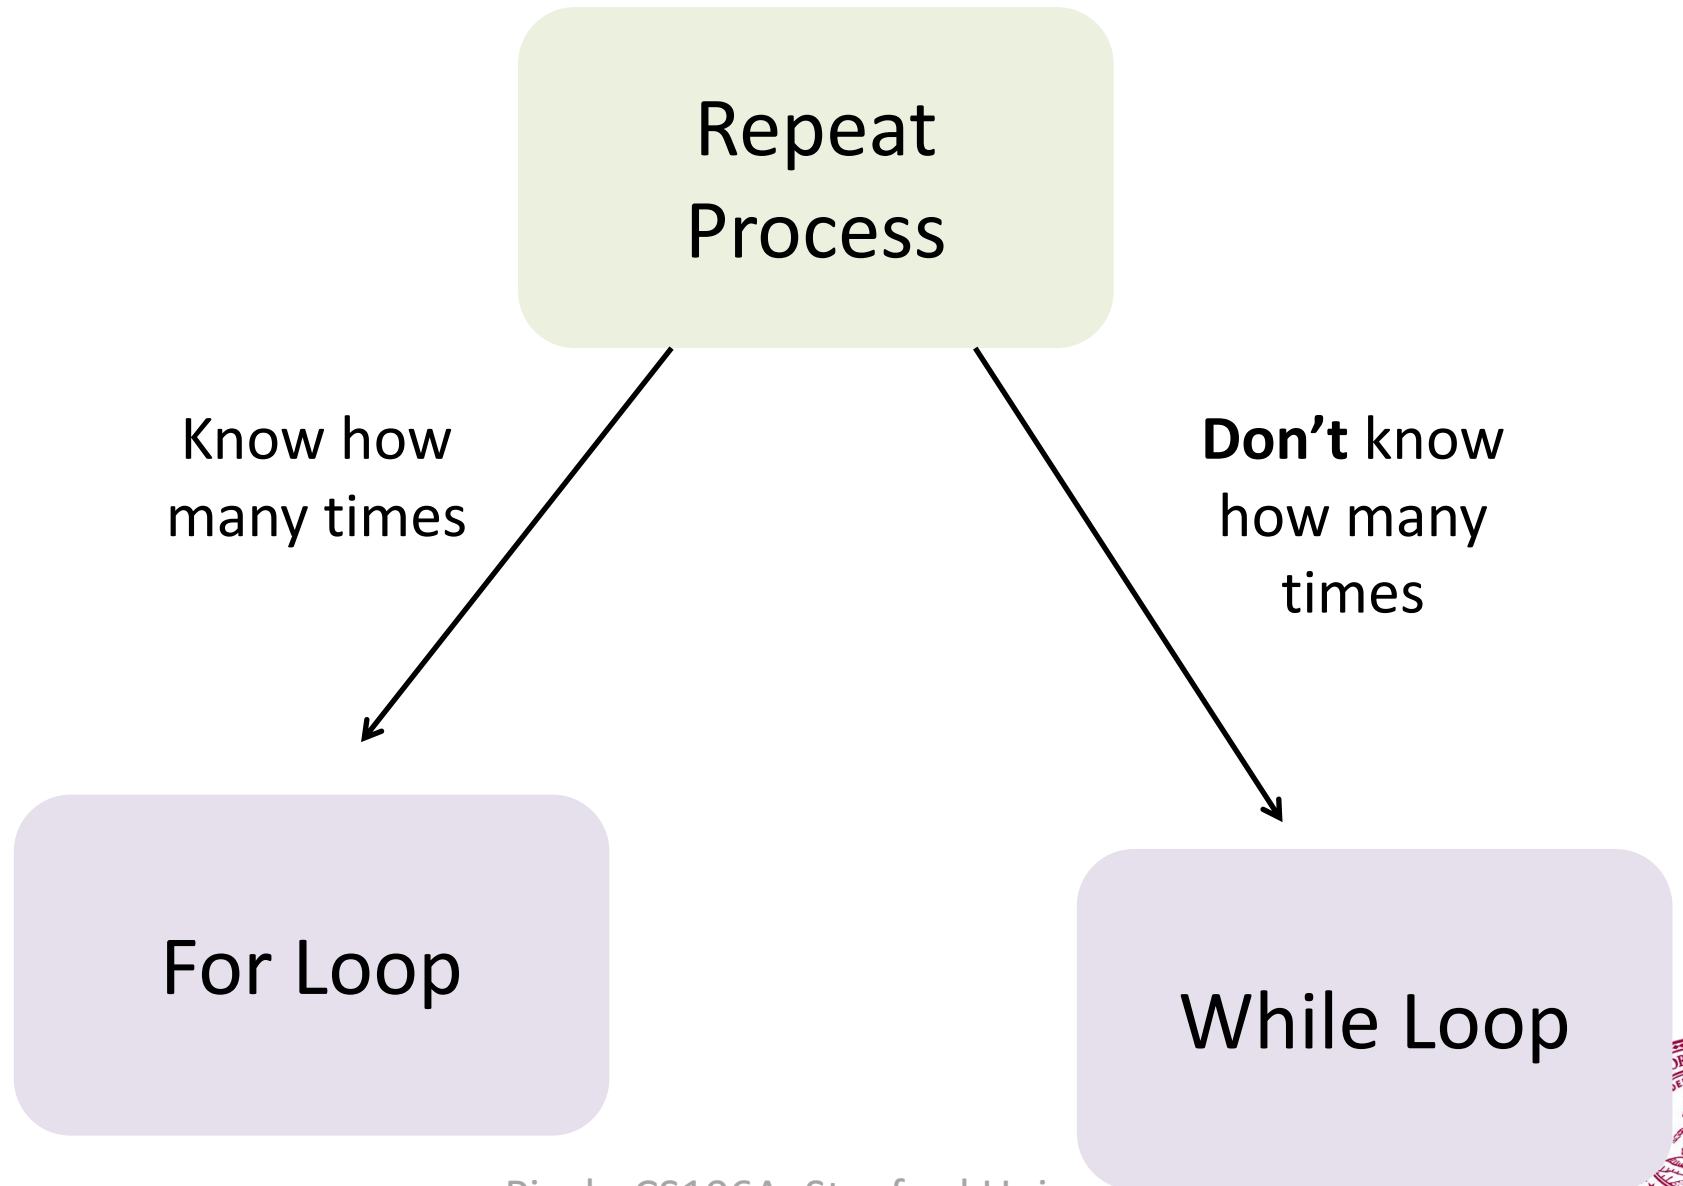 Repeat
Process
Know how
many times
Don't know
how many
times
For Loop
While Loop